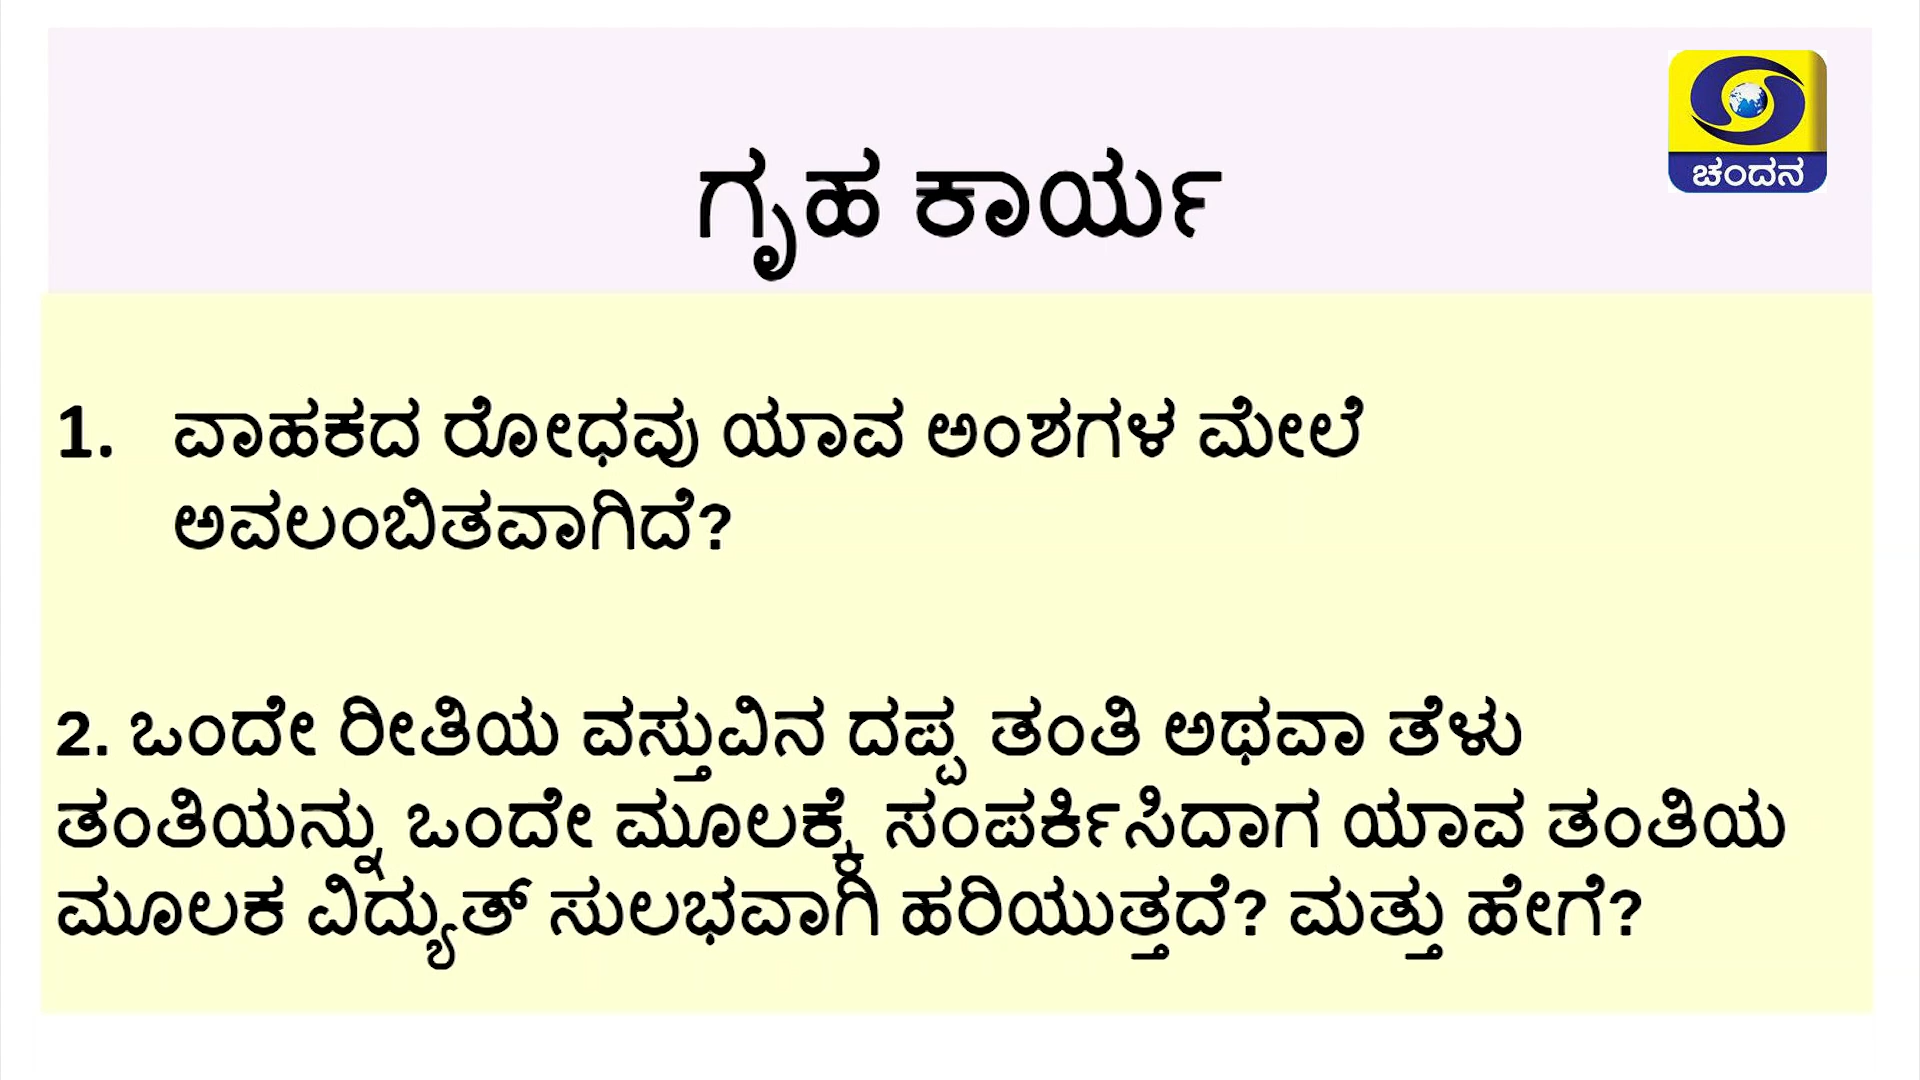 ಚಂದನ
ಗೃಹ ಕಾರ್ಯ
1. ವಾಹಕದ ರೋಧವು ಯಾವ ಅಂಶಗಳ ಮೇಲೆ
ಅವಲಂಬಿತವಾಗಿದೆ?
2. ಒಂದೇ ರೀತಿಯ ವಸ್ತುವಿನ ದಪ್ಪ ತಂತಿ ಅಥವಾ ತೆಳು
ತಂತಿಯನ್ನು ಒಂದೇ ಮೂಲಕ್ಕೆ ಸಂಪರ್ಕಿಸಿದಾಗ ಯಾವ ತಂತಿಯ
ಮೂಲಕ ವಿದ್ಯುತ್ ಸುಲಭವಾಗಿ ಹರಿಯುತ್ತದೆ? ಮತ್ತು ಹೇಗೆ?